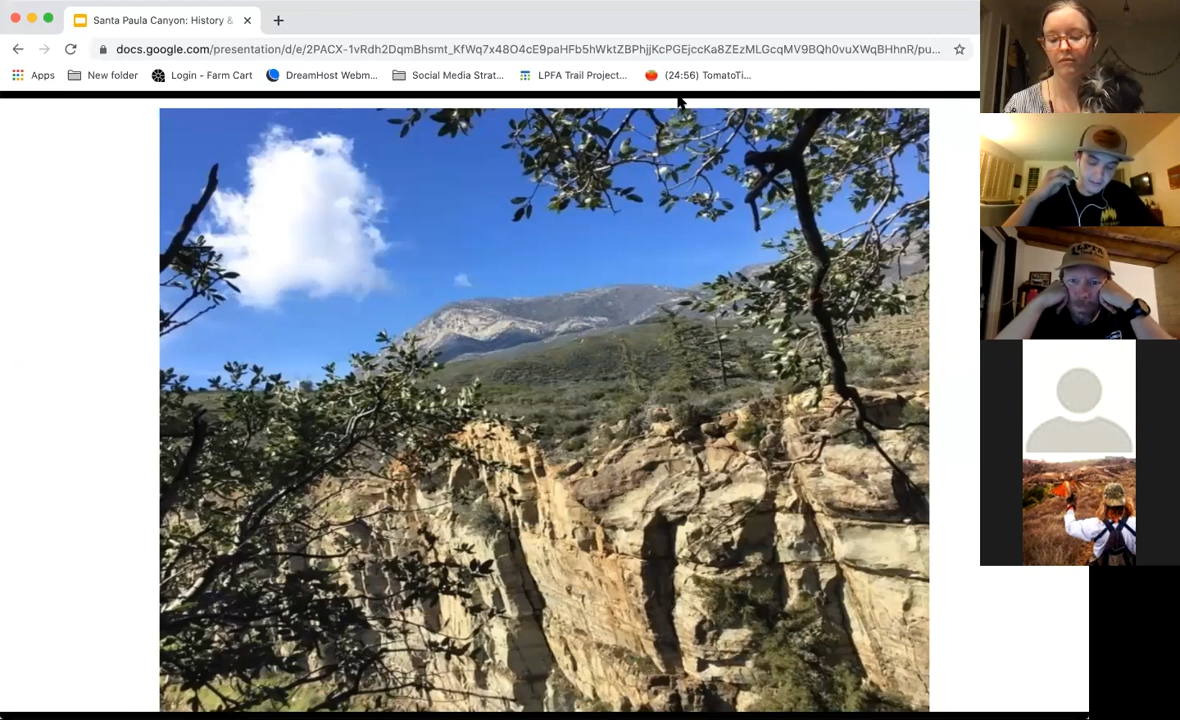 Santa Paula Canyon: History &
docs.google.com/presentation/d/e/2PACX-1vRdh2DqmBhsmt_KfWq7x48O4cE9paHFb5hWktZBPhjjKcPGEjccKa8ZEzMLGcqMV9BQh0vuXWqBHhnR/pu...
Apps New folder Login - Farm Cart DreamHost Webm... Social Media Strat... LPFA Trail Project... (24:56) TomatoTi...